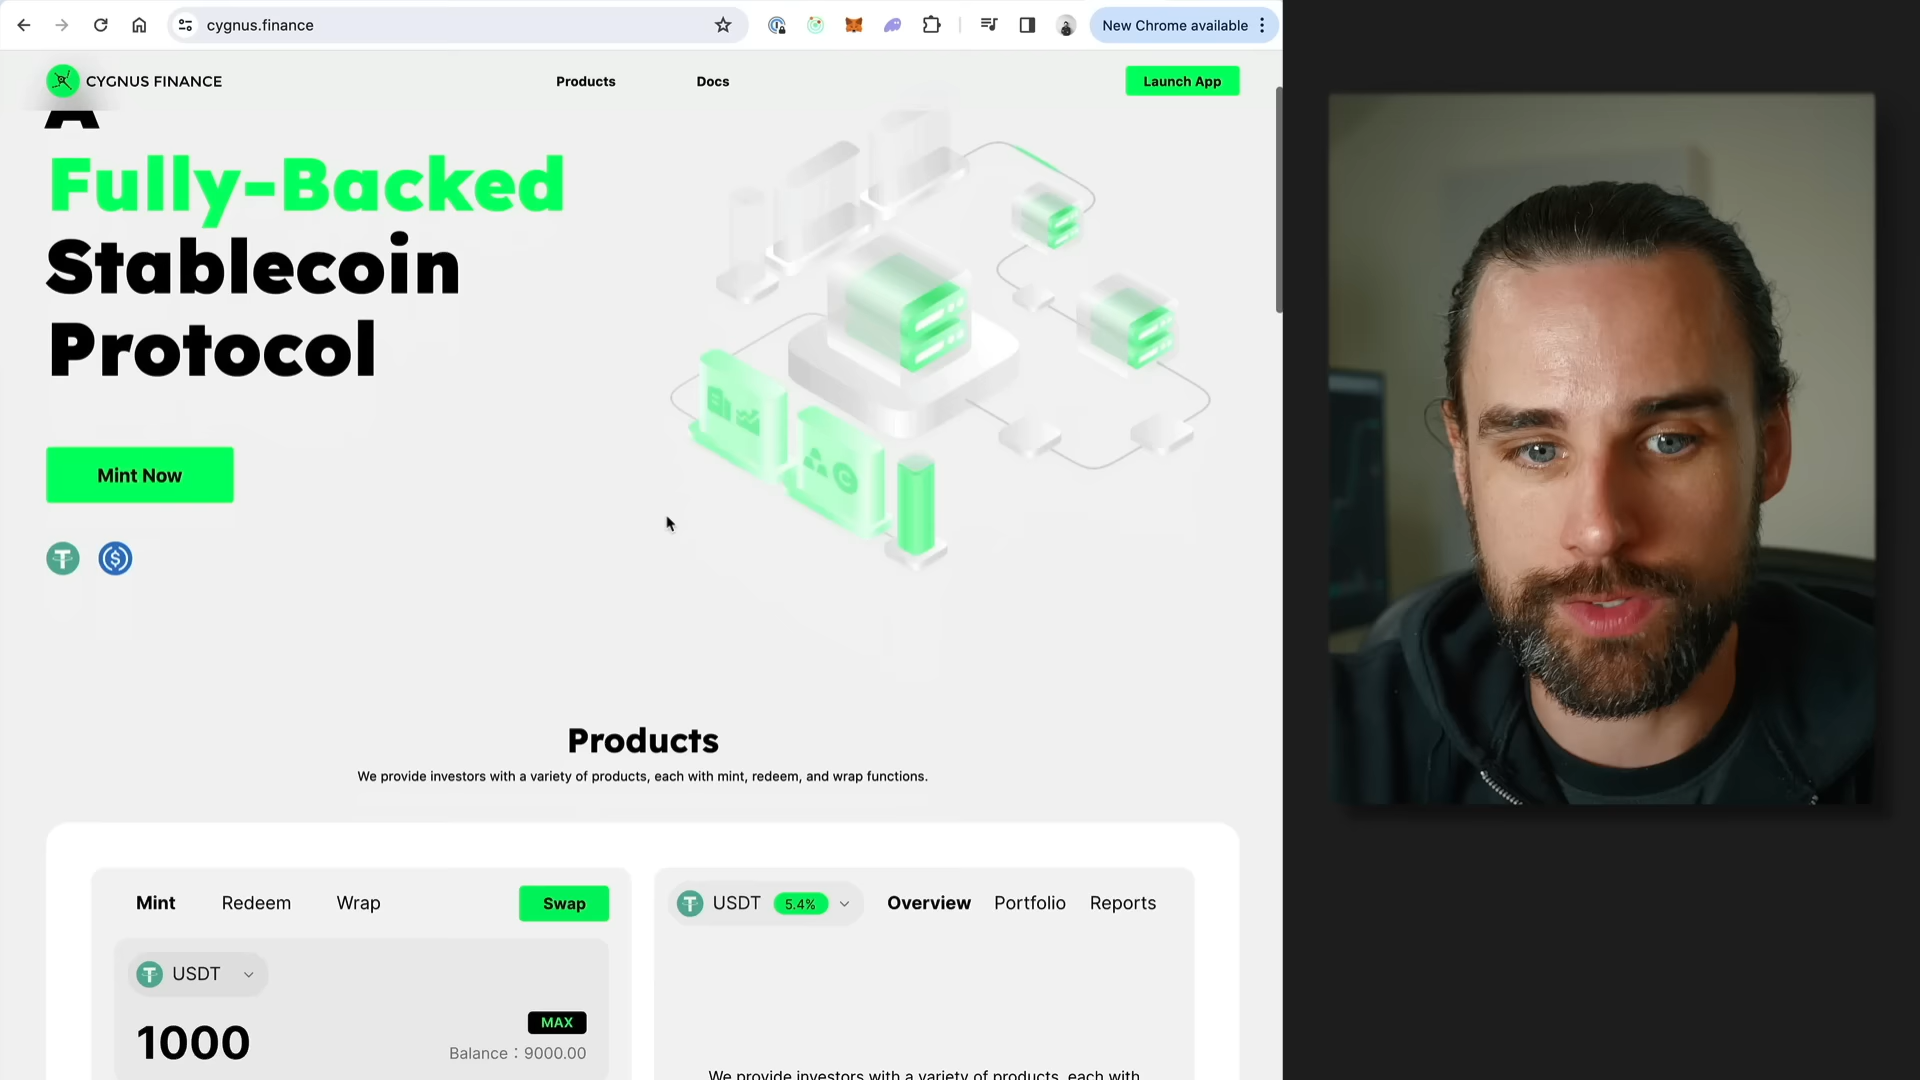 cygnus.finance
New Chrome available
CYGNUS FINANCE
Products
Docs
Launch App
A
Fully-Backed
Stablecoin
Protocol
Mint Now
Products
We provide investors with a variety of products, each with mint, redeem, and wrap functions.
Mint
Redeem
Wrap
Swap
USDT
1000
MAX
Balance：9000.00
USDT
5.4%
Overview
Portfolio
Reports
We provide investors with a variety of products, each with